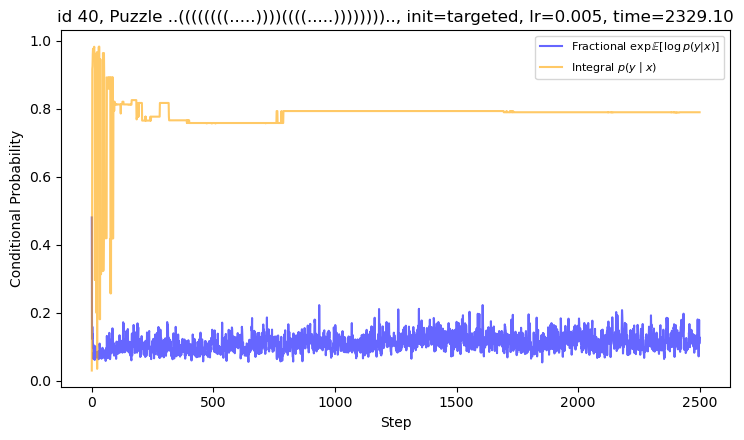 id 40, Puzzle ..((((((((.....))))((((.....)))))))).., init=targeted, lr=0.005, time=2329.10
Fractional exp𝔼[log p(y|x)]
Integral p(y | x)
1.0
0.8
0.6
0.4
0.2
0.0
Conditional Probability
0
500
1000
1500
2000
2500
Step